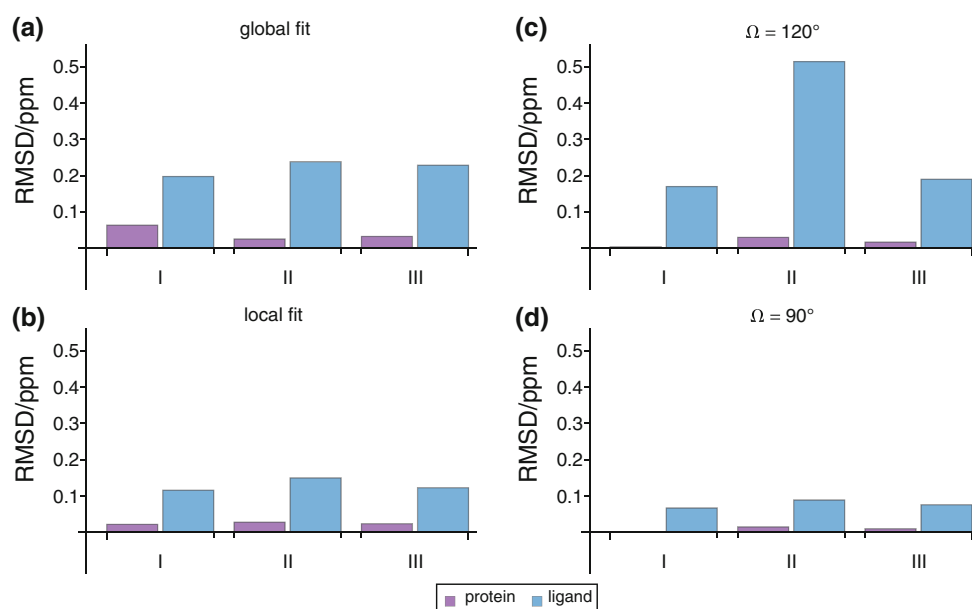 (a)
global fit
RMSD/ppm
0.5
0.4
0.3
0.2
0.1
I
II
III
(c)
Ω = 120°
RMSD/ppm
0.5
0.4
0.3
0.2
0.1
I
II
III
(b)
local fit
RMSD/ppm
0.5
0.4
0.3
0.2
0.1
I
II
III
(d)
Ω = 90°
RMSD/ppm
0.5
0.4
0.3
0.2
0.1
I
II
III
protein ligand